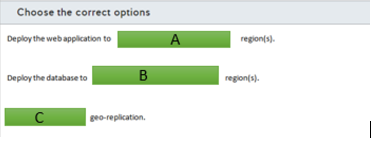 Choose the correct options
Deploy the web application to A region(s).
Deploy the database to B region(s).
C geo-replication.